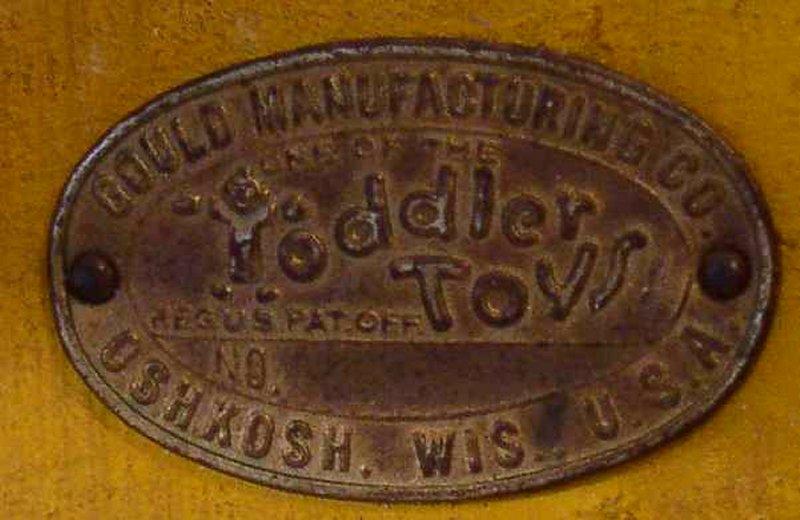 GOULD MANUFACTURING CO.
ONE OF THE
Toddler
TOYS
REG. U.S. PAT. OFF.
NO.
OSHKOSH. WIS. U.S.A.